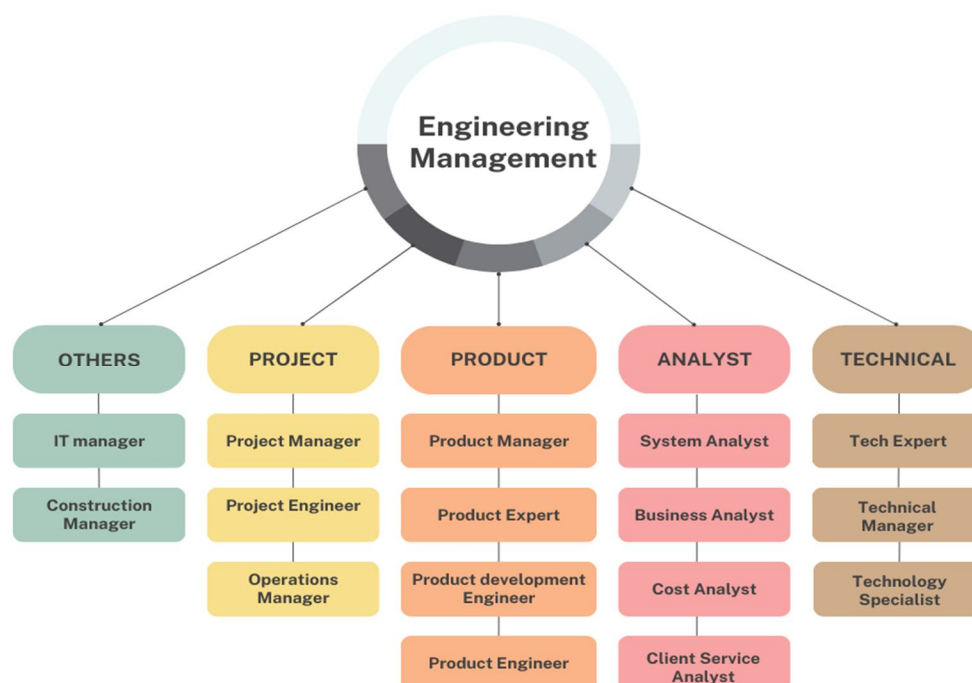 Engineering
Management
OTHERS
PROJECT
PRODUCT
ANALYST
TECHNICAL
IT manager
Project Manager
Product Manager
System Analyst
Tech Expert
Construction
Manager
Project Engineer
Product Expert
Business Analyst
Technical
Manager
Operations
Manager
Product development
Engineer
Cost Analyst
Technology
Specialist
Product Engineer
Client Service
Analyst